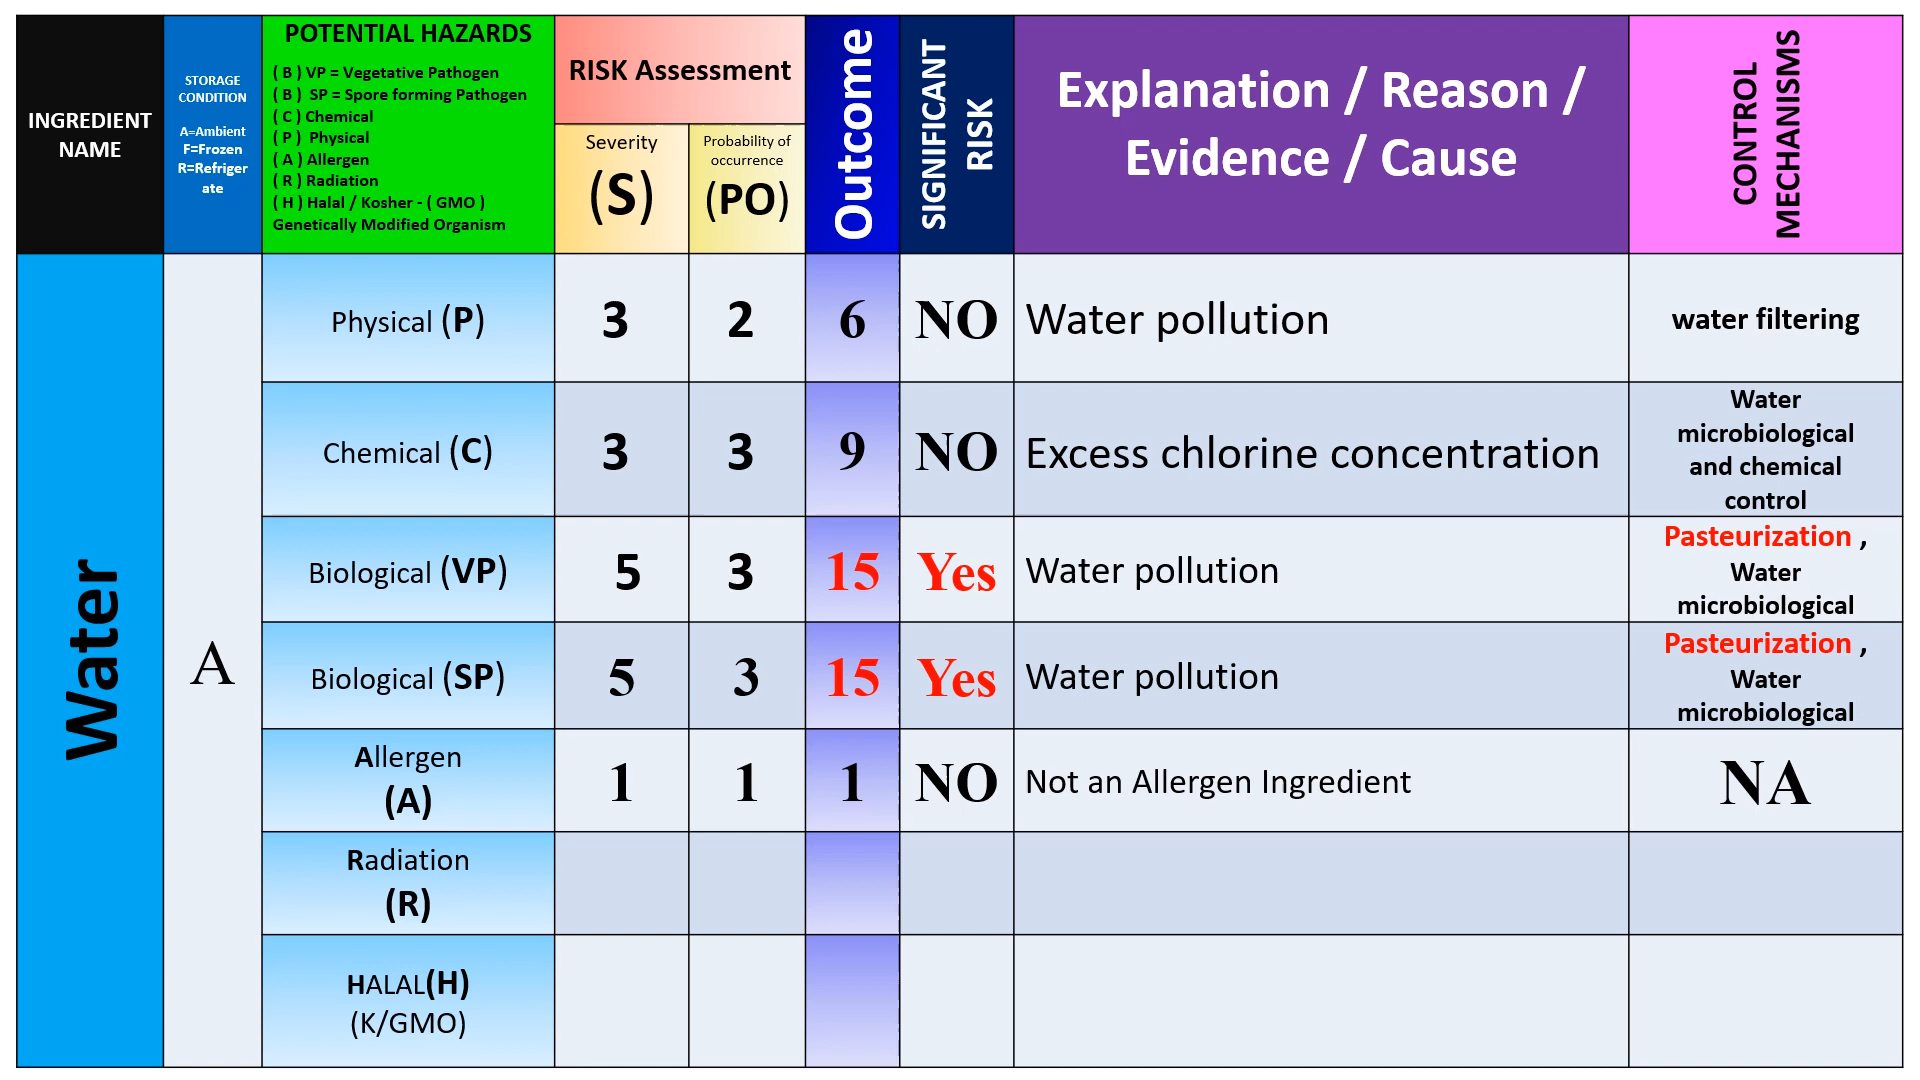 INGREDIENT
NAME
STORAGE
CONDITION
A=Ambient
F=Frozen
R=Refriger
ate
POTENTIAL HAZARDS
( B ) VP = Vegetative Pathogen
( B )  SP = Spore forming Pathogen
( C ) Chemical
( P )  Physical
( A ) Allergen
( R ) Radiation
( H ) Halal / Kosher - ( GMO )
Genetically Modified Organism
RISK Assessment
Severity
(S)
Probability of
occurrence
(PO)
Outcome
SIGNIFICANT
RISK
Explanation / Reason /
Evidence / Cause
CONTROL
MECHANISMS
Water
A
Physical (P)
3
2
6
NO
Water pollution
water filtering
Chemical (C)
3
3
9
NO
Excess chlorine concentration
Water
microbiological
and chemical
control
Biological (VP)
5
3
15
Yes
Water pollution
Pasteurization ,
Water
microbiological
Biological (SP)
5
3
15
Yes
Water pollution
Pasteurization ,
Water
microbiological
Allergen
(A)
1
1
1
NO
Not an Allergen Ingredient
NA
Radiation
(R)
HALAL(H)
(K/GMO)